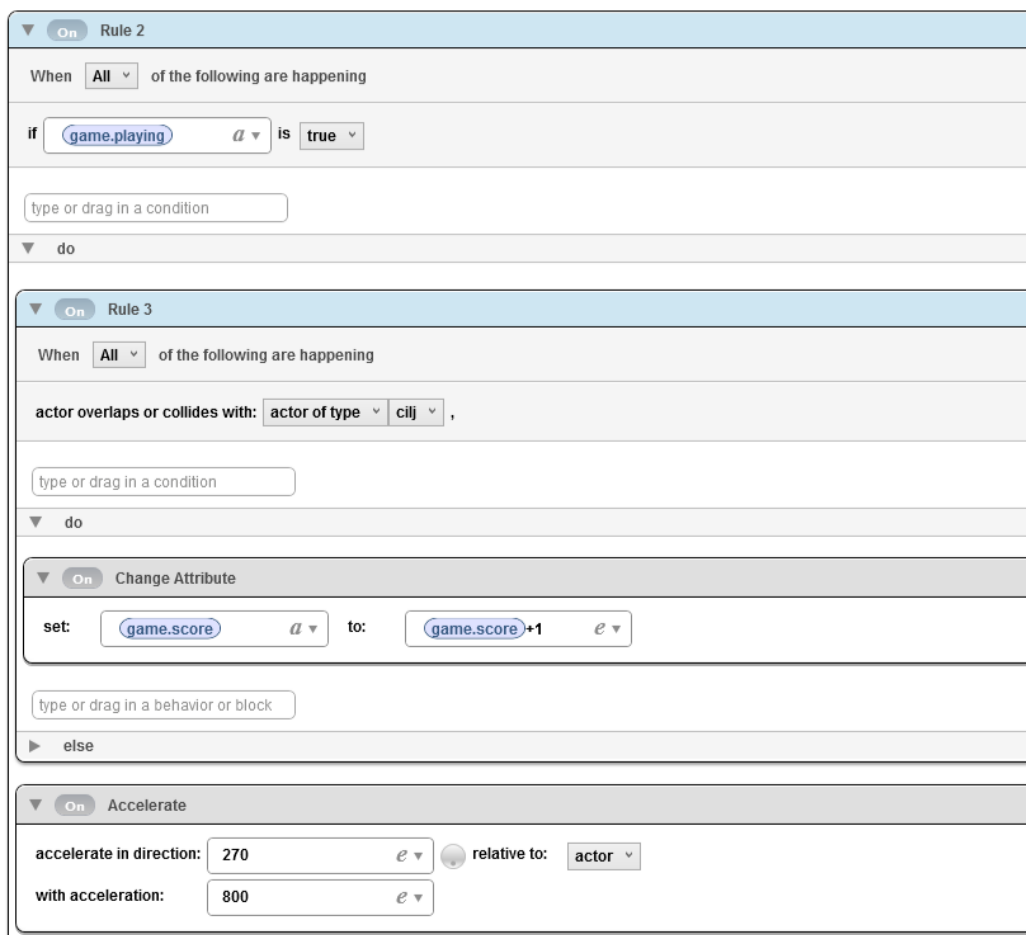 On Rule 2
When All of the following are happening
if game.playing a is true
type or drag in a condition
do
On Rule 3
When All of the following are happening
actor overlaps or collides with: actor of type cilj ,
type or drag in a condition
do
On Change Attribute
set: game.score a to: game.score+1 e
type or drag in a behavior or block
else
On Accelerate
accelerate in direction: 270 e relative to: actor
with acceleration: 800 e